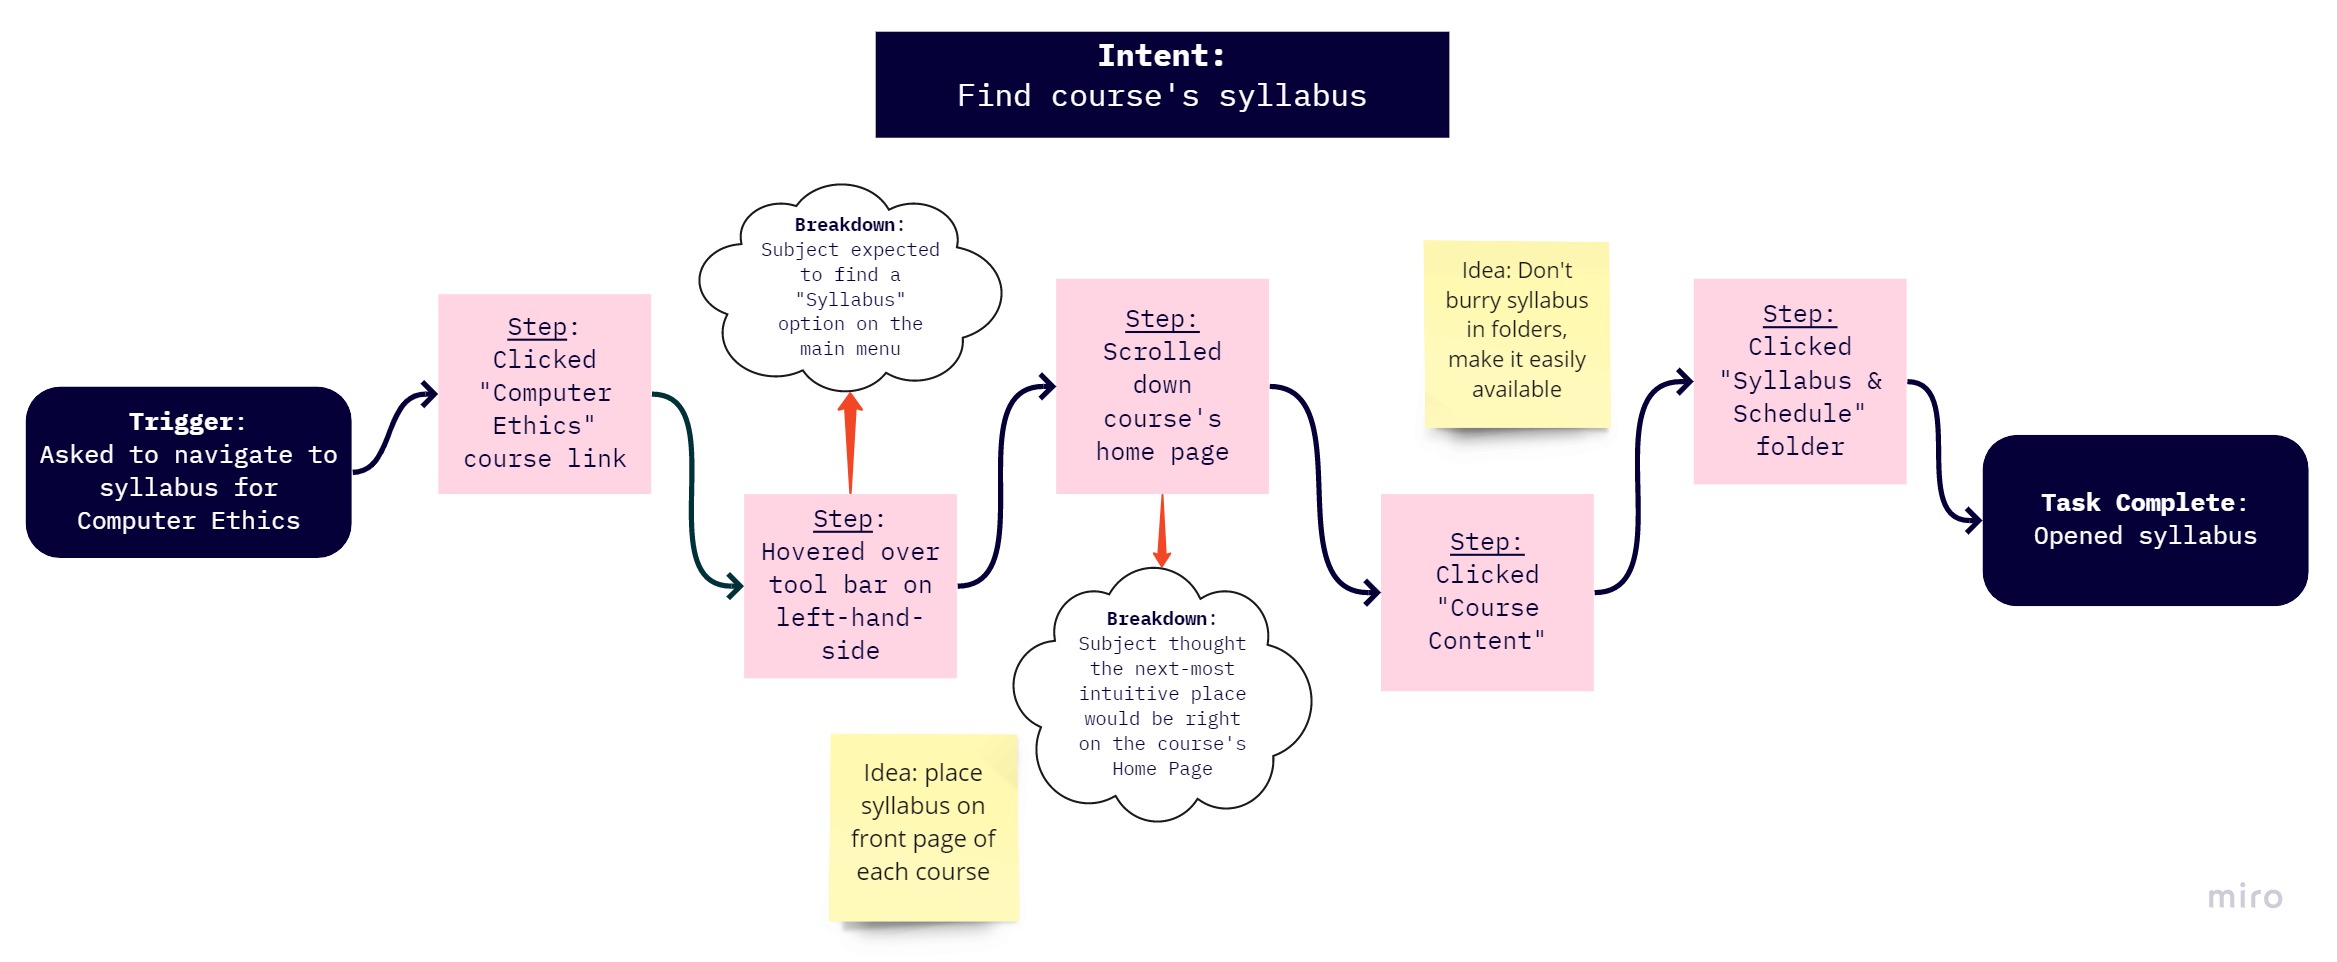 Intent:
Find course's syllabus
Trigger:
Asked to navigate to
syllabus for
Computer Ethics
Step:
Clicked
"Computer
Ethics"
course link
Breakdown:
Subject expected
to find a
"Syllabus"
option on the
main menu
Step:
Hovered over
tool bar on
left-hand-
side
Idea: place
syllabus on
front page of
each course
Step:
Scrolled
down
course's
home page
Breakdown:
Subject thought
the next-most
intuitive place
would be right
on the course's
Home Page
Idea: Don't
burry syllabus
in folders,
make it easily
available
Step:
Clicked
"Course
Content"
Step:
Clicked
"Syllabus &
Schedule"
folder
Task Complete:
Opened syllabus
miro